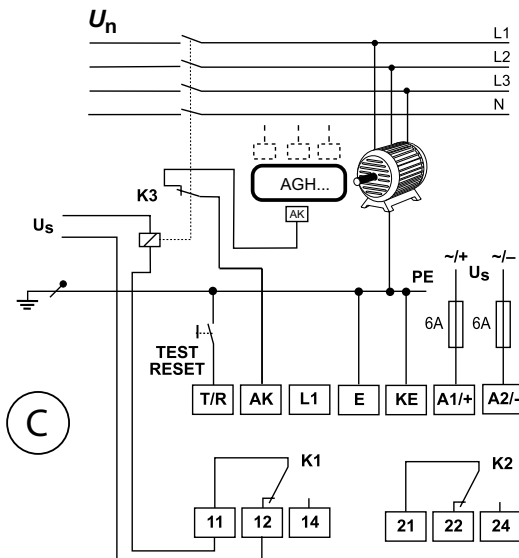 Un
L1
L2
L3
N
AGH...
K3
AK
Us
~/+ Us ~/–
PE
6A 6A
TEST
RESET
T/R AK L1 E KE A1/+ A2/-
C
K1 K2
11 12 14 21 22 24